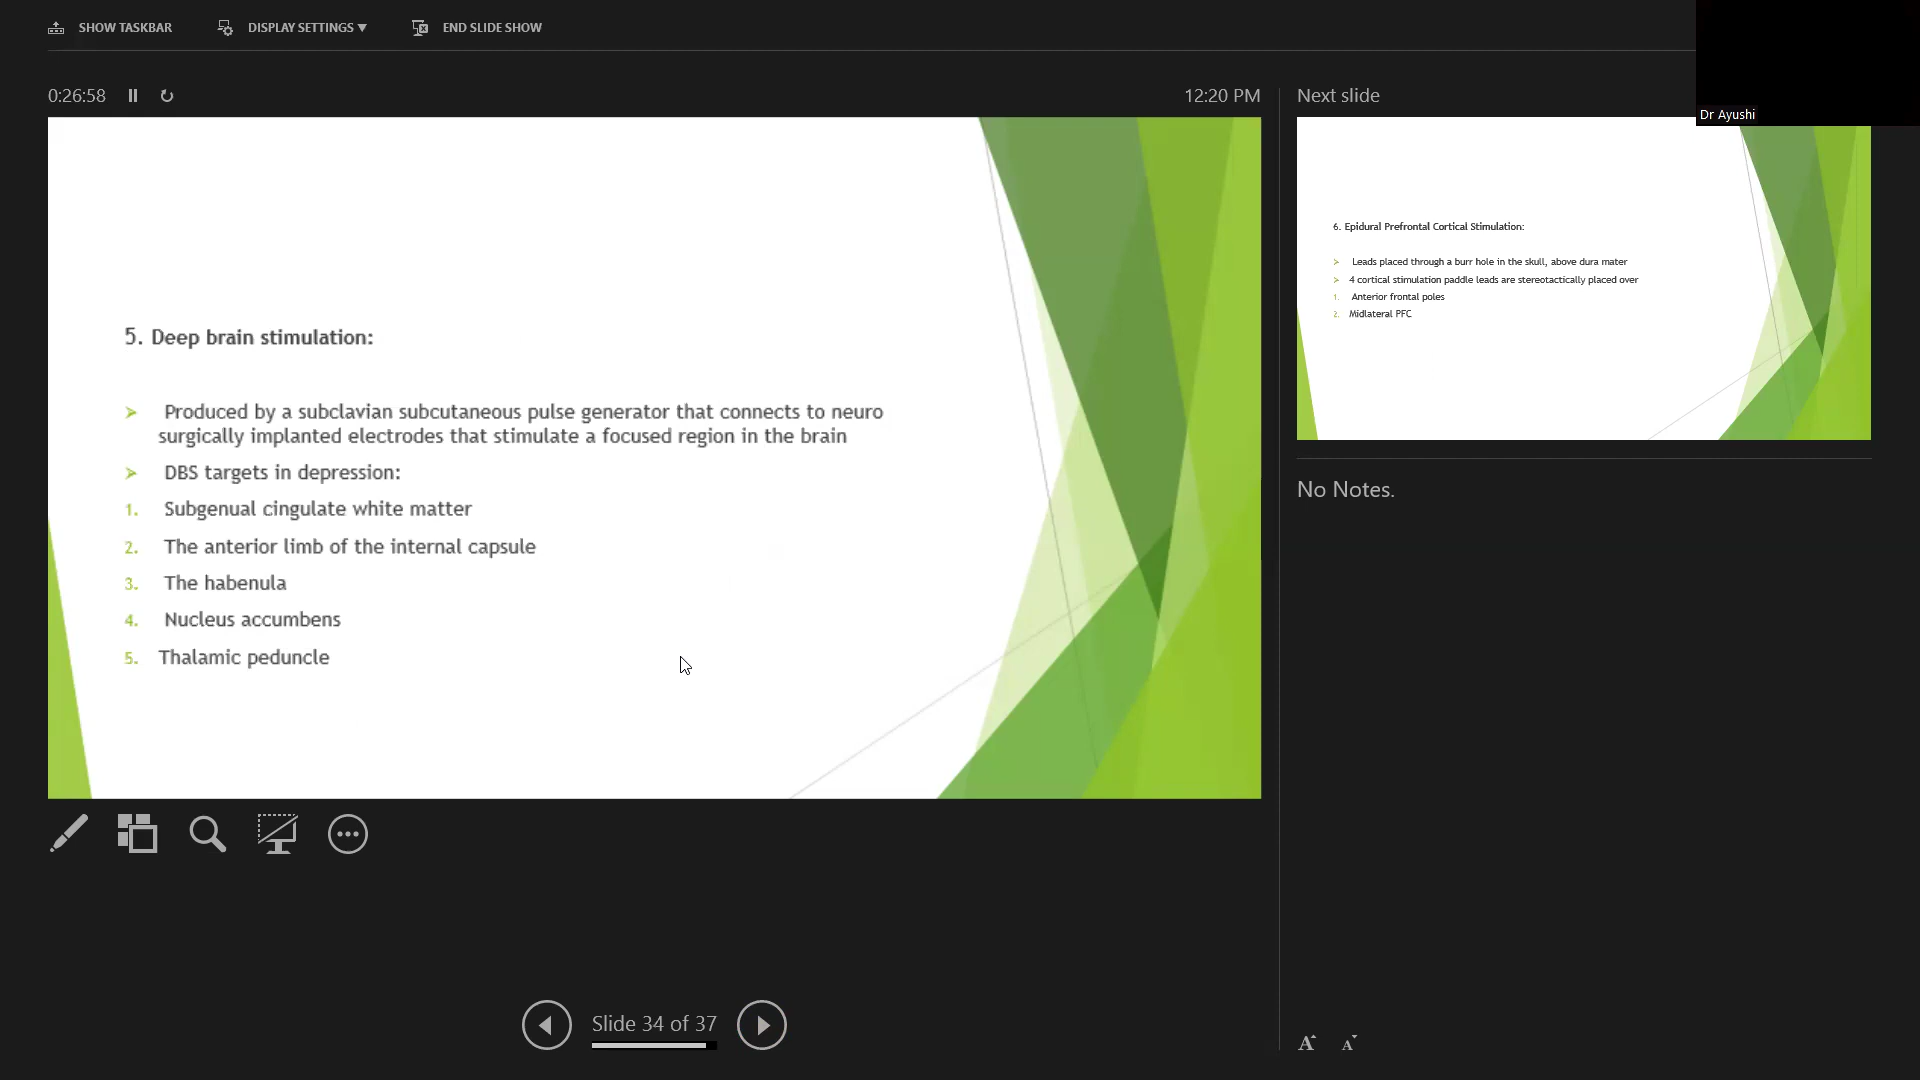 SHOW TASKBAR
DISPLAY SETTINGS
END SLIDE SHOW
Dr Ayushi
0:26:58
12:20 PM
Next slide
5. Deep brain stimulation:
Produced by a subclavian subcutaneous pulse generator that connects to neuro
surgically implanted electrodes that stimulate a focused region in the brain
DBS targets in depression:
1. Subgenual cingulate white matter
2. The anterior limb of the internal capsule
3. The habenula
4. Nucleus accumbens
5. Thalamic peduncle
6. Epidural Prefrontal Cortical Stimulation:
Leads placed through a burr hole in the skull, above dura mater
4 cortical stimulation paddle leads are stereotactically placed over
1. Anterior frontal poles
2. Midlateral PFC
No Notes.
Slide 34 of 37
A A